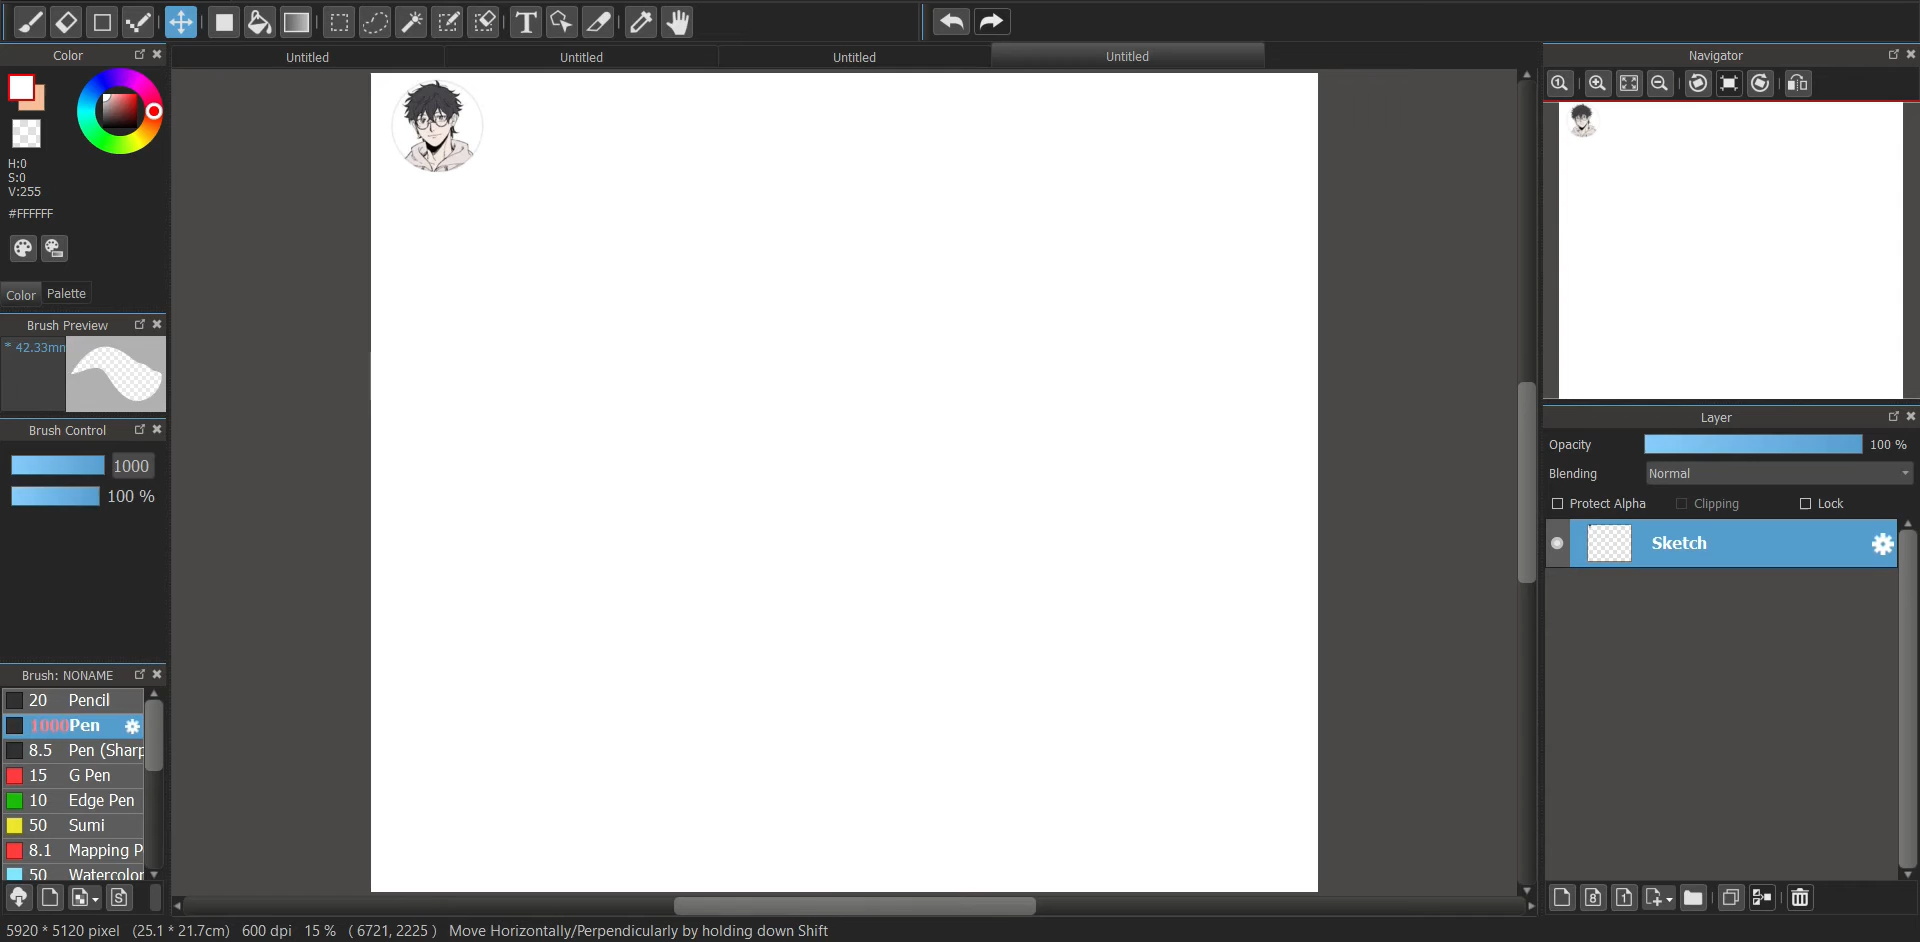 Untitled
Untitled
Untitled
Untitled
Color
H:0
S:0
V:255
#FFFFFF
Color
Palette
Brush Preview
* 42.33mm
Brush Control
1000
100 %
Brush: NONAME
20 Pencil
1000 Pen
8.5 Pen (Sharp
15 G Pen
10 Edge Pen
50 Sumi
8.1 Mapping P
50 Watercolor
Navigator
Layer
Opacity 100 %
Blending Normal
Protect Alpha Clipping Lock
Sketch
5920 * 5120 pixel (25.1 * 21.7cm) 600 dpi 15 % ( 6721, 2225 ) Move Horizontally/Perpendicularly by holding down Shift